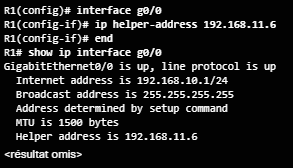 R1(config)# interface g0/0
R1(config-if)# ip helper-address 192.168.11.6
R1(config-if)# end
R1# show ip interface g0/0
GigabitEthernet0/0 is up, line protocol is up
Internet address is 192.168.10.1/24
Broadcast address is 255.255.255.255
Address determined by setup command
MTU is 1500 bytes
Helper address is 192.168.11.6
<résultat omis>